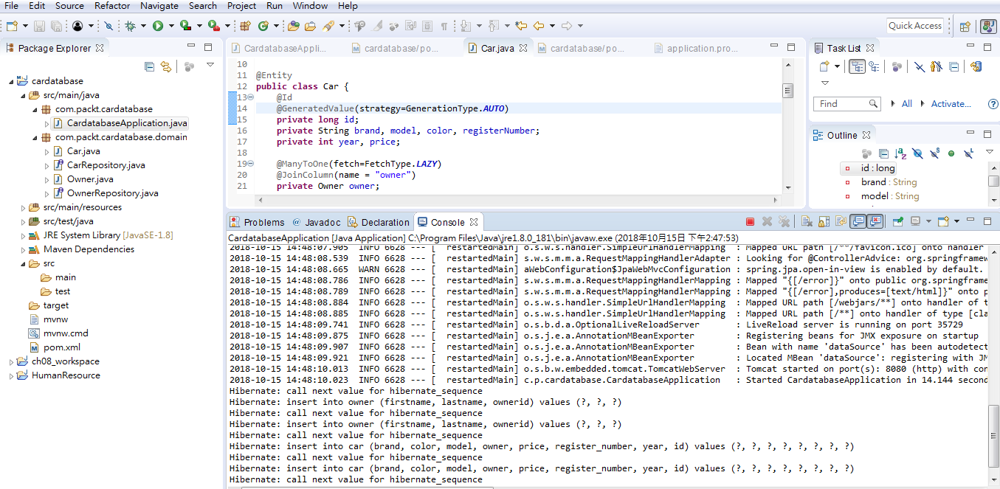 File Edit Source Refactor Navigate Search Project Run Window Help
Quick Access
Package Explorer
cardatabase
src/main/java
com.packt.cardatabase
CardatabaseApplication.java
com.packt.cardatabase.domain
Car.java
CarRepository.java
Owner.java
OwnerRepository.java
src/main/resources
src/test/java
JRE System Library [JavaSE-1.8]
Maven Dependencies
src
main
test
target
mvnw
mvnw.cmd
pom.xml
ch08_workspace
HumanResource
CardatabaseAppli... cardatabase/po... Car.java cardatabase/po... application.pro...
10
11 @Entity
12 public class Car {
13 @Id
14 @GeneratedValue(strategy=GenerationType.AUTO)
15 private long id;
16 private String brand, model, color, registerNumber;
17 private int year, price;
18
19 @ManyToOne(fetch=FetchType.LAZY)
20 @JoinColumn(name = "owner")
21 private Owner owner;
Task List
Find All Activate...
Outline
id : long
brand : String
model : String
Problems @ Javadoc Declaration Console
CardatabaseApplication [Java Application] C:\Program Files\Java\jre1.8.0_181\bin\javaw.exe (2018年10月15日 下午2:47:53)
2018-10-15 14:48:07.905 INFO 6628 --- [ restartedMain] o.s.w.s.handler.SimpleUrlHandlerMapping : Mapped URL path [/**/favicon.ico] onto handler
2018-10-15 14:48:08.539 INFO 6628 --- [ restartedMain] s.w.s.m.m.a.RequestMappingHandlerAdapter : Looking for @ControllerAdvice: org.springframew
2018-10-15 14:48:08.665 WARN 6628 --- [ restartedMain] aWebConfiguration$JpaWebMvcConfiguration : spring.jpa.open-in-view is enabled by default.
2018-10-15 14:48:08.786 INFO 6628 --- [ restartedMain] s.w.s.m.m.a.RequestMappingHandlerMapping : Mapped "{[/error]}" onto public org.springframe
2018-10-15 14:48:08.789 INFO 6628 --- [ restartedMain] s.w.s.m.m.a.RequestMappingHandlerMapping : Mapped "{[/error],produces=[text/html]}" onto p
2018-10-15 14:48:08.884 INFO 6628 --- [ restartedMain] o.s.w.s.handler.SimpleUrlHandlerMapping : Mapped URL path [/webjars/**] onto handler of t
2018-10-15 14:48:08.885 INFO 6628 --- [ restartedMain] o.s.w.s.handler.SimpleUrlHandlerMapping : Mapped URL path [/**] onto handler of type [cla
2018-10-15 14:48:09.741 INFO 6628 --- [ restartedMain] o.s.b.d.a.OptionalLiveReloadServer : LiveReload server is running on port 35729
2018-10-15 14:48:09.875 INFO 6628 --- [ restartedMain] o.s.j.e.a.AnnotationMBeanExporter : Registering beans for JMX exposure on startup
2018-10-15 14:48:09.907 INFO 6628 --- [ restartedMain] o.s.j.e.a.AnnotationMBeanExporter : Bean with name 'dataSource' has been autodetect
2018-10-15 14:48:09.921 INFO 6628 --- [ restartedMain] o.s.j.e.a.AnnotationMBeanExporter : Located MBean 'dataSource': registering with JM
2018-10-15 14:48:10.013 INFO 6628 --- [ restartedMain] o.s.b.w.embedded.tomcat.TomcatWebServer : Tomcat started on port(s): 8080 (http) with con
2018-10-15 14:48:10.023 INFO 6628 --- [ restartedMain] c.p.cardatabase.CardatabaseApplication : Started CardatabaseApplication in 14.144 second
Hibernate: call next value for hibernate_sequence
Hibernate: insert into owner (firstname, lastname, ownerid) values (?, ?, ?)
Hibernate: call next value for hibernate_sequence
Hibernate: insert into owner (firstname, lastname, ownerid) values (?, ?, ?)
Hibernate: call next value for hibernate_sequence
Hibernate: insert into car (brand, color, model, owner, price, register_number, year, id) values (?, ?, ?, ?, ?, ?, ?, ?)
Hibernate: call next value for hibernate_sequence
Hibernate: insert into car (brand, color, model, owner, price, register_number, year, id) values (?, ?, ?, ?, ?, ?, ?, ?)
Hibernate: call next value for hibernate_sequence